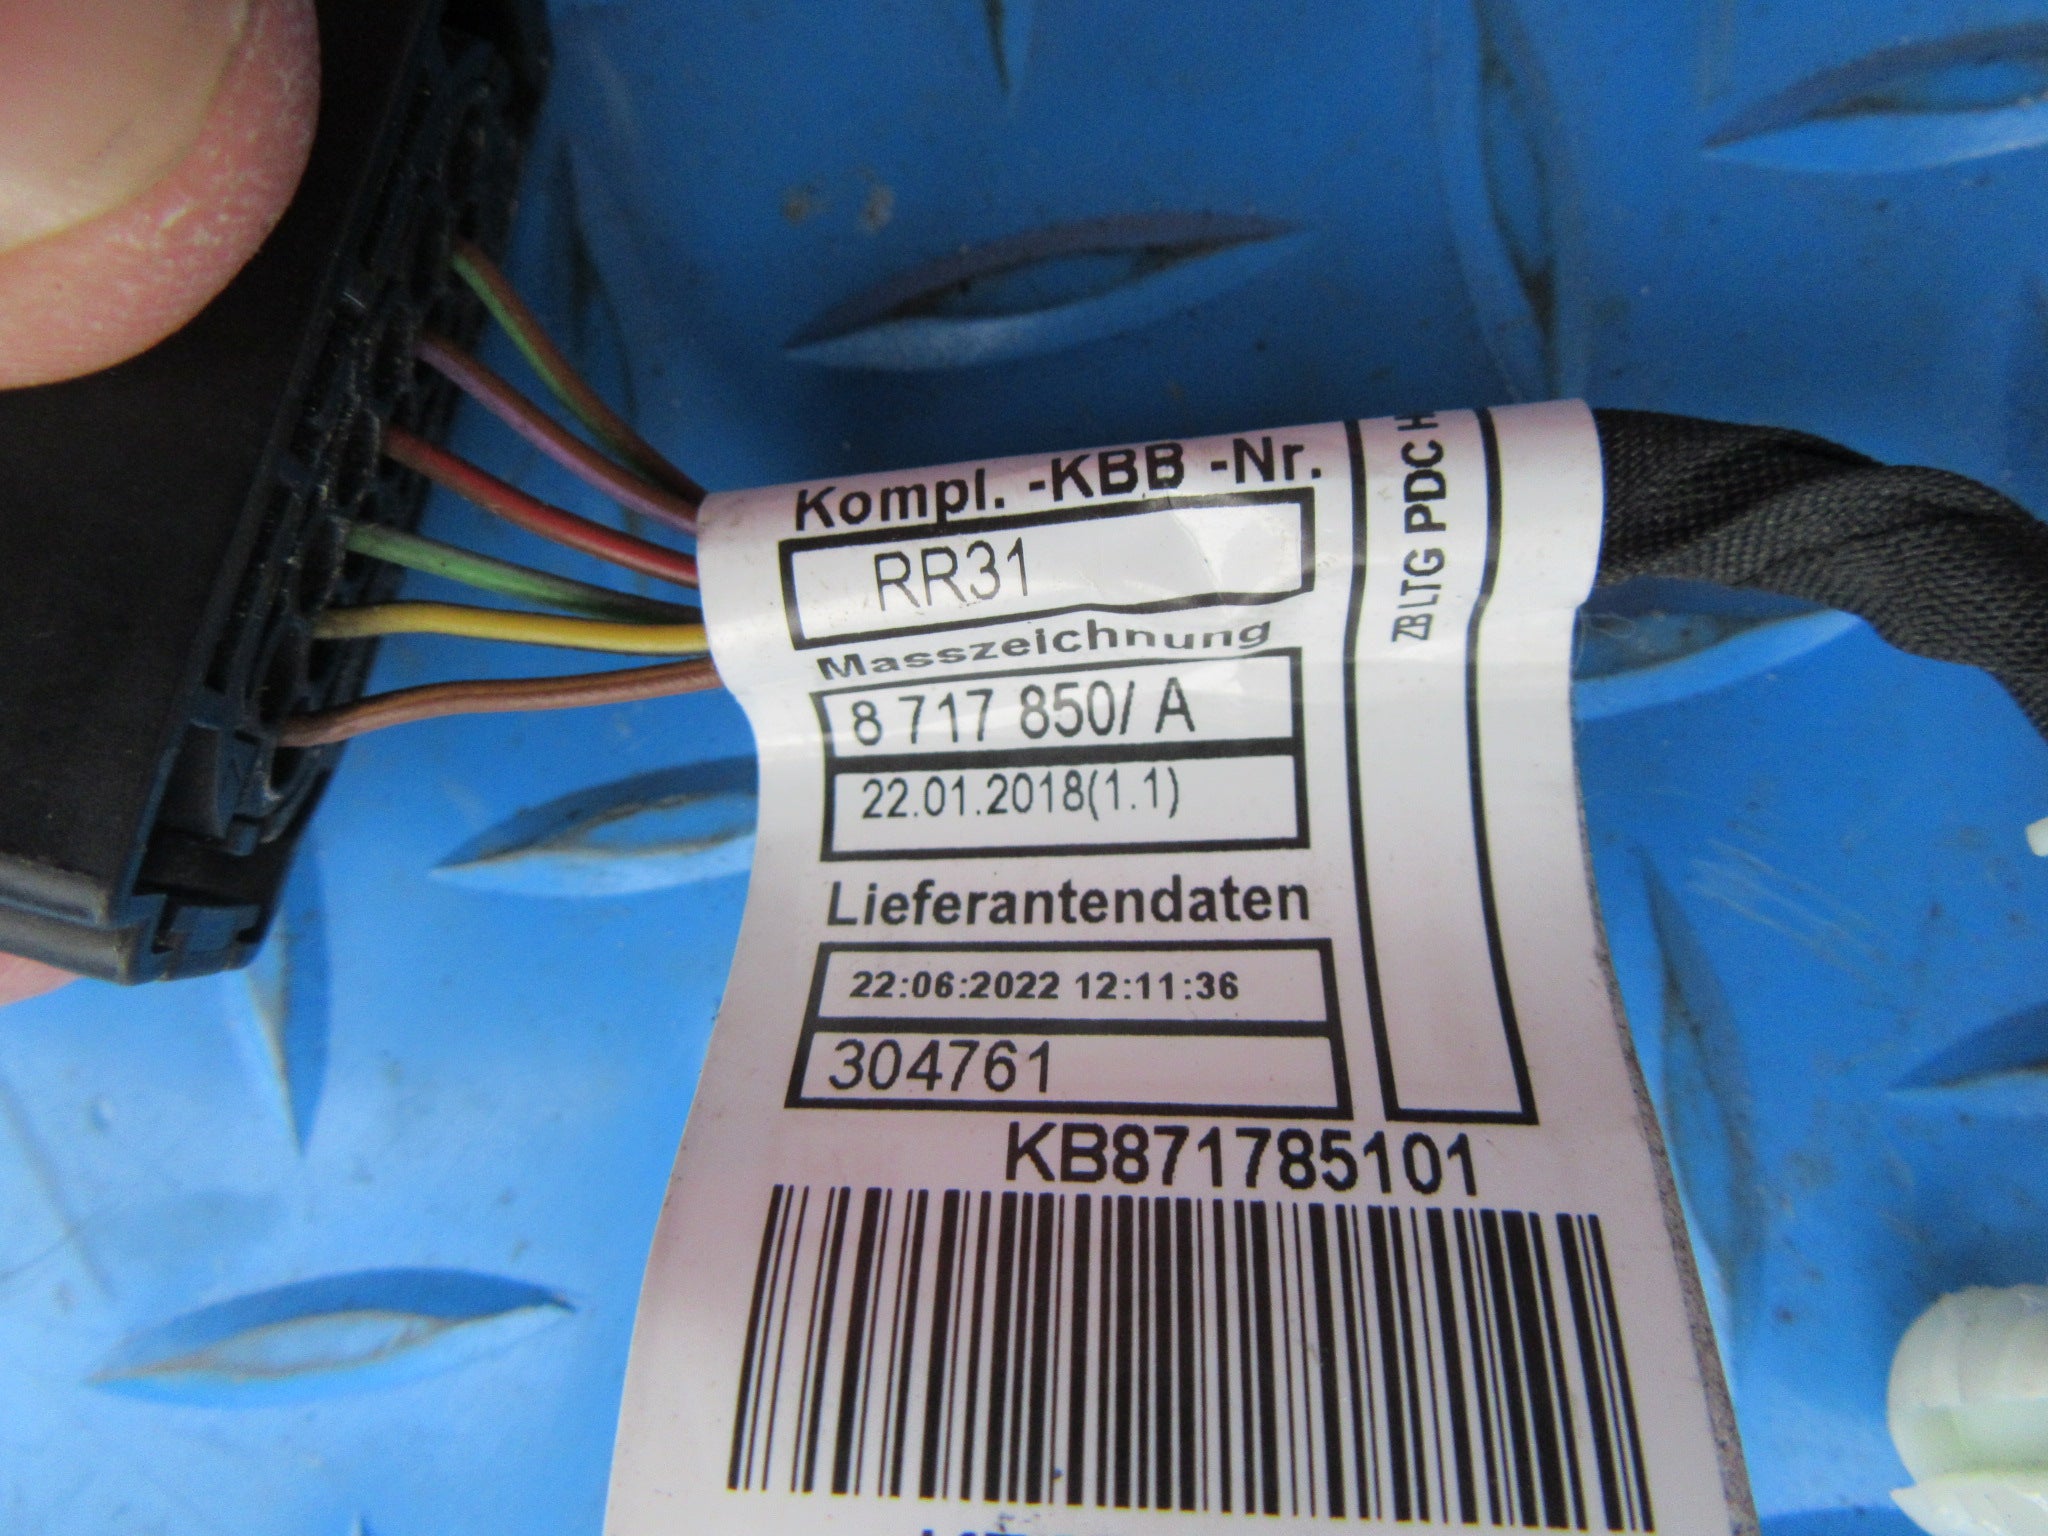 Kompl. -KBB -Nr.
RR31
Masszeichnung
8 717 850/ A
22.01.2018(1.1)
Lieferantendaten
22:06:2022 12:11:36
304761
KB871785101
ZB LTG PDC H